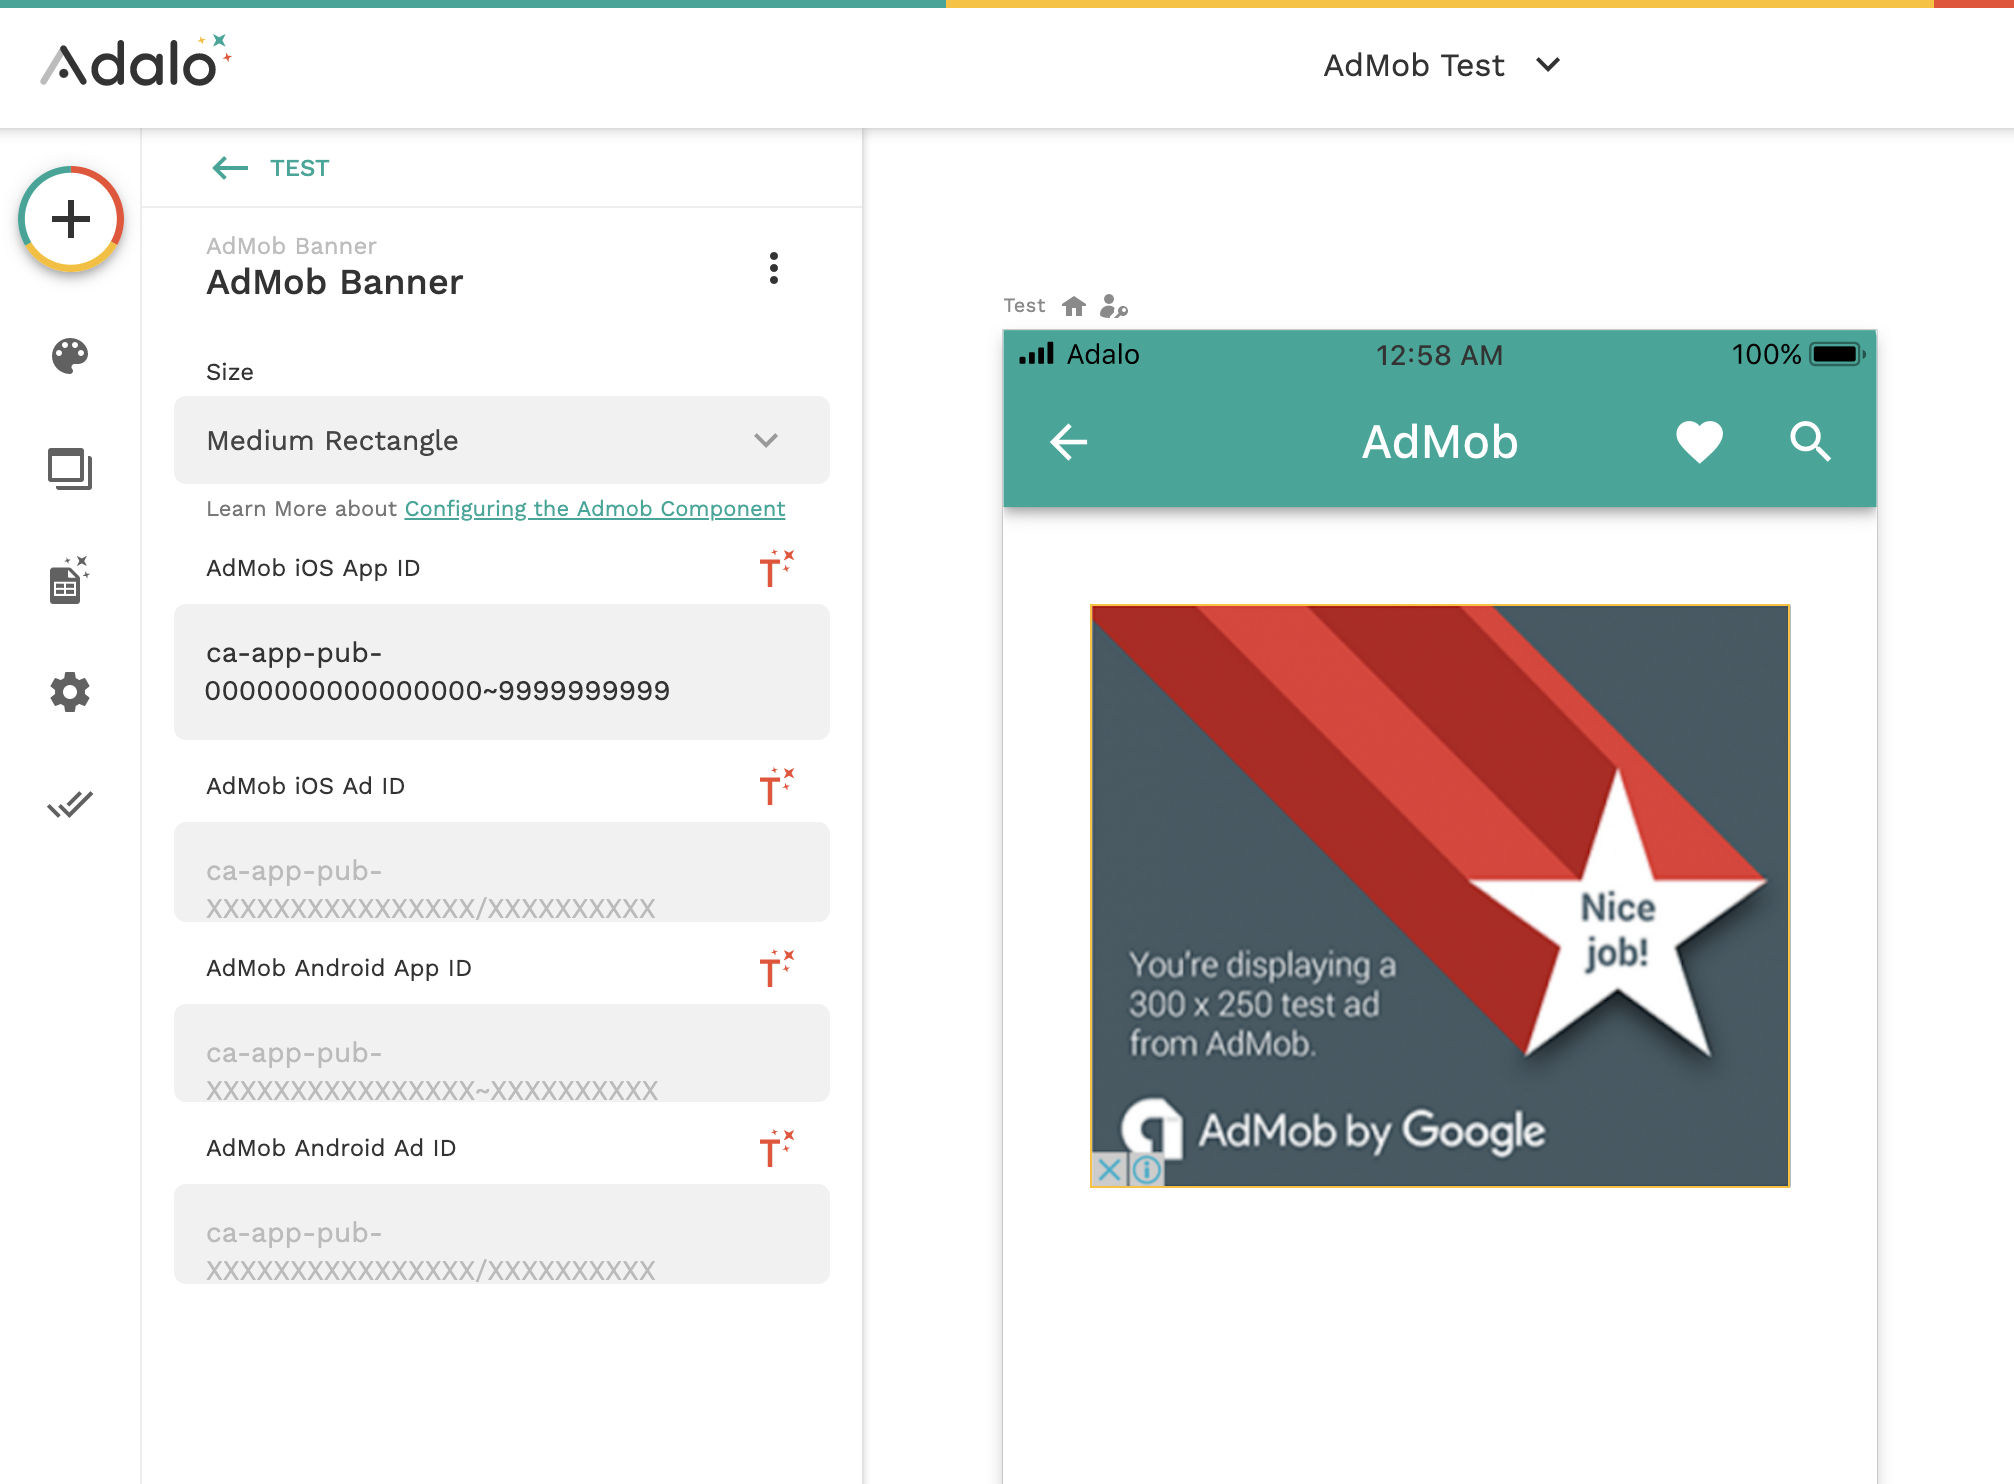 Adalo
AdMob Test
TEST
AdMob Banner
AdMob Banner
Size
Medium Rectangle
Learn More about Configuring the Admob Component
AdMob iOS App ID
ca-app-pub-
0000000000000000~9999999999
AdMob iOS Ad ID
ca-app-pub-
XXXXXXXXXXXXXXXX/XXXXXXXXXX
AdMob Android App ID
ca-app-pub-
XXXXXXXXXXXXXXXX~XXXXXXXXXX
AdMob Android Ad ID
ca-app-pub-
XXXXXXXXXXXXXXXX/XXXXXXXXXX
Test
Adalo
12:58 AM
100%
AdMob
Nice
job!
You're displaying a
300 x 250 test ad
from AdMob.
AdMob by Google